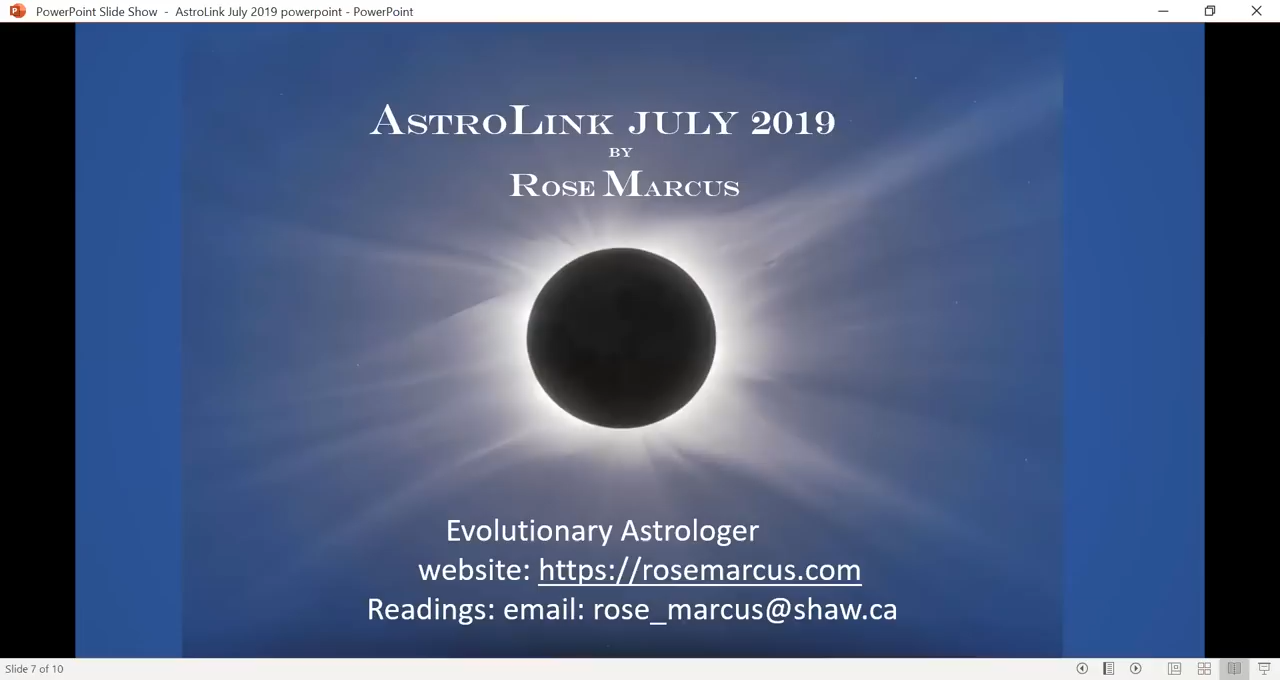 PowerPoint Slide Show - AstroLink July 2019 powerpoint - PowerPoint
AstroLink July 2019
by
Rose Marcus
Evolutionary Astrologer
website: https://rosemarcus.com
Readings: email: rose_marcus@shaw.ca
Slide 7 of 10